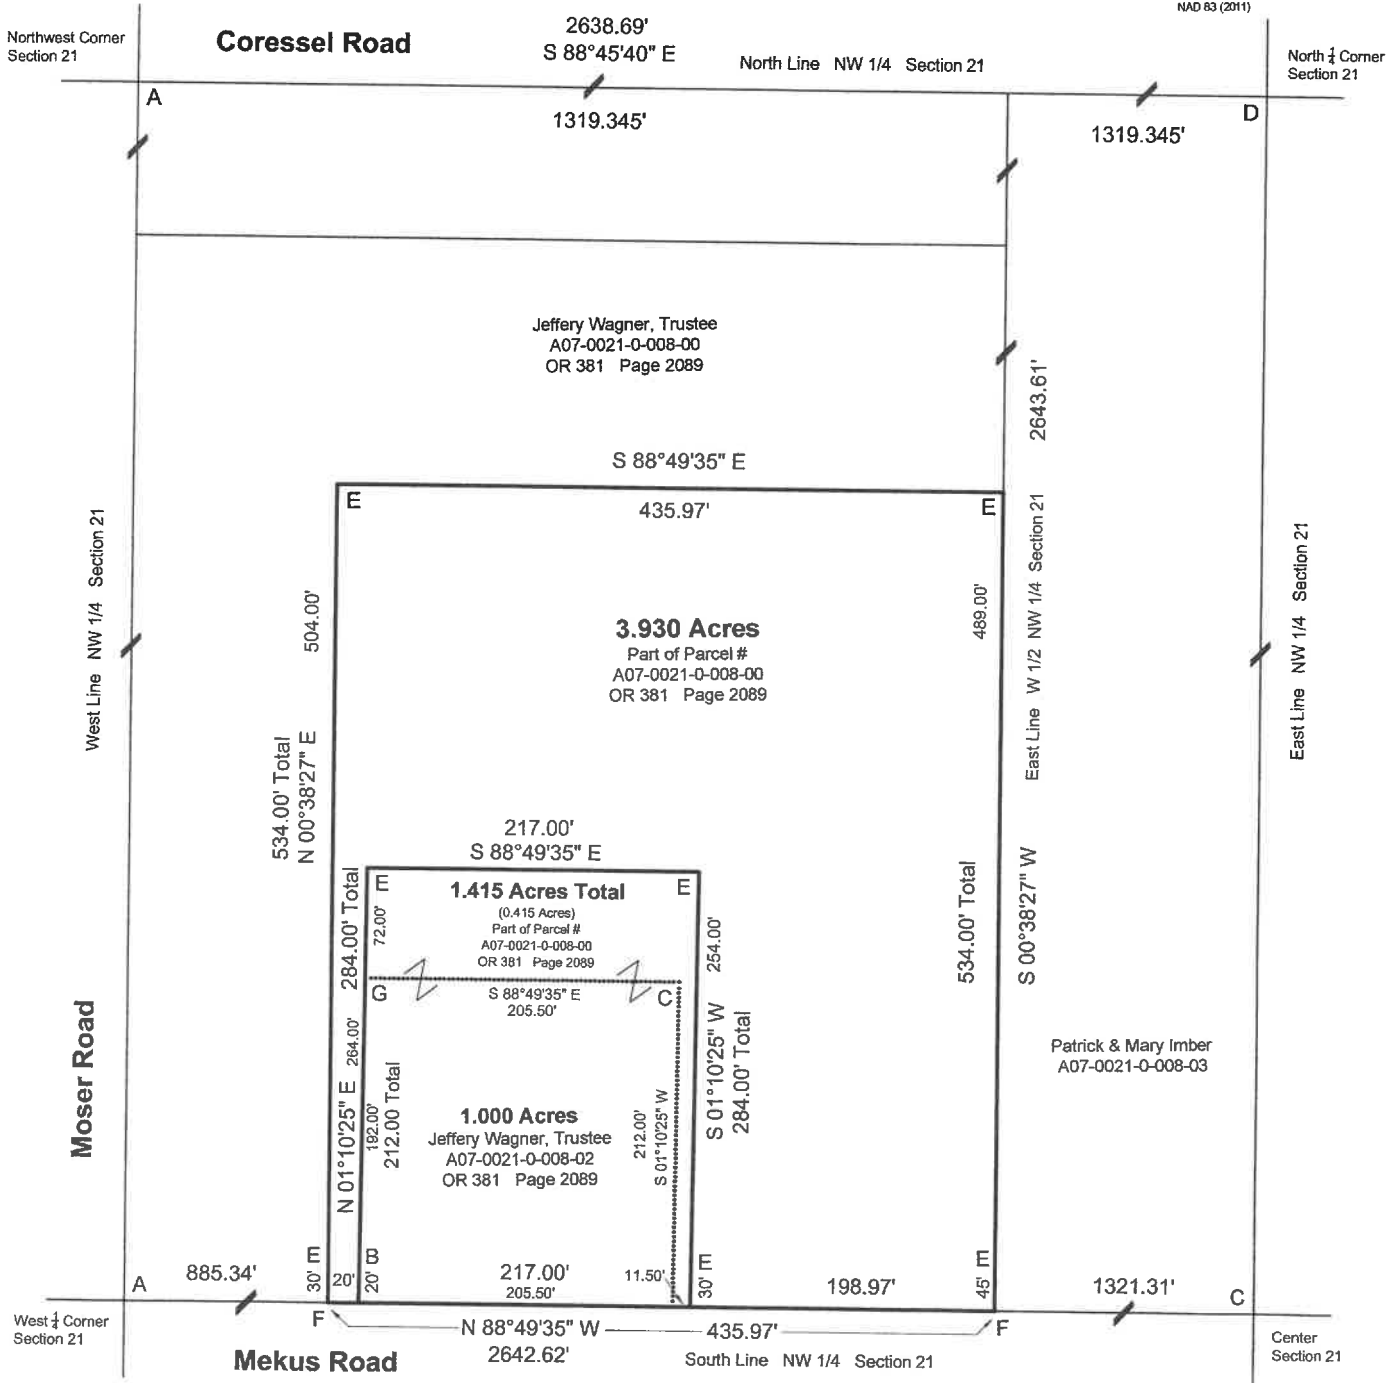 NAD 83 (2011)
Northwest Corner
Section 21
Coressel Road
2638.69'
S 88°45'40" E
North Line NW 1/4 Section 21
North 1/4 Corner
Section 21
A
D
1319.345'
1319.345'
Jeffery Wagner, Trustee
A07-0021-0-008-00
OR 381 Page 2089
2643.61'
S 88°49'35" E
E
435.97'
E
West Line NW 1/4 Section 21
East Line W 1/2 NW 1/4 Section 21
East Line NW 1/4 Section 21
504.00'
489.00'
3.930 Acres
Part of Parcel #
A07-0021-0-008-00
OR 381 Page 2089
534.00' Total
N 00°38'27" E
217.00'
S 88°49'35" E
534.00' Total
S 00°38'27" W
284.00' Total
E
E
72.00'
1.415 Acres Total
(0.415 Acres)
Part of Parcel #
A07-0021-0-008-00
OR 381 Page 2089
254.00'
G
C
S 88°49'35" E
205.50'
Moser Road
264.00'
N 01°10'25" E
192.00'
212.00 Total
1.000 Acres
Jeffery Wagner, Trustee
A07-0021-0-008-02
OR 381 Page 2089
212.00'
S 01°10'25" W
S 01°10'25" W
284.00' Total
Patrick & Mary Imber
A07-0021-0-008-03
A
885.34'
E
30'
20'
B
20'
217.00'
205.50'
11.50'
E
30'
198.97'
E
45'
1321.31'
C
West 1/4 Corner
Section 21
F
N 88°49'35" W
435.97'
F
Mekus Road
2642.62'
South Line NW 1/4 Section 21
Center
Section 21